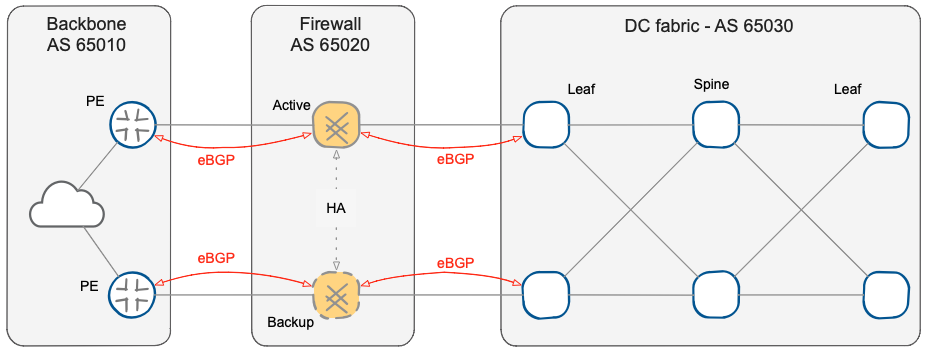 Backbone
AS 65010
Firewall
AS 65020
DC fabric - AS 65030
PE
Active
Leaf
Spine
Leaf
eBGP
eBGP
HA
eBGP
eBGP
PE
Backup